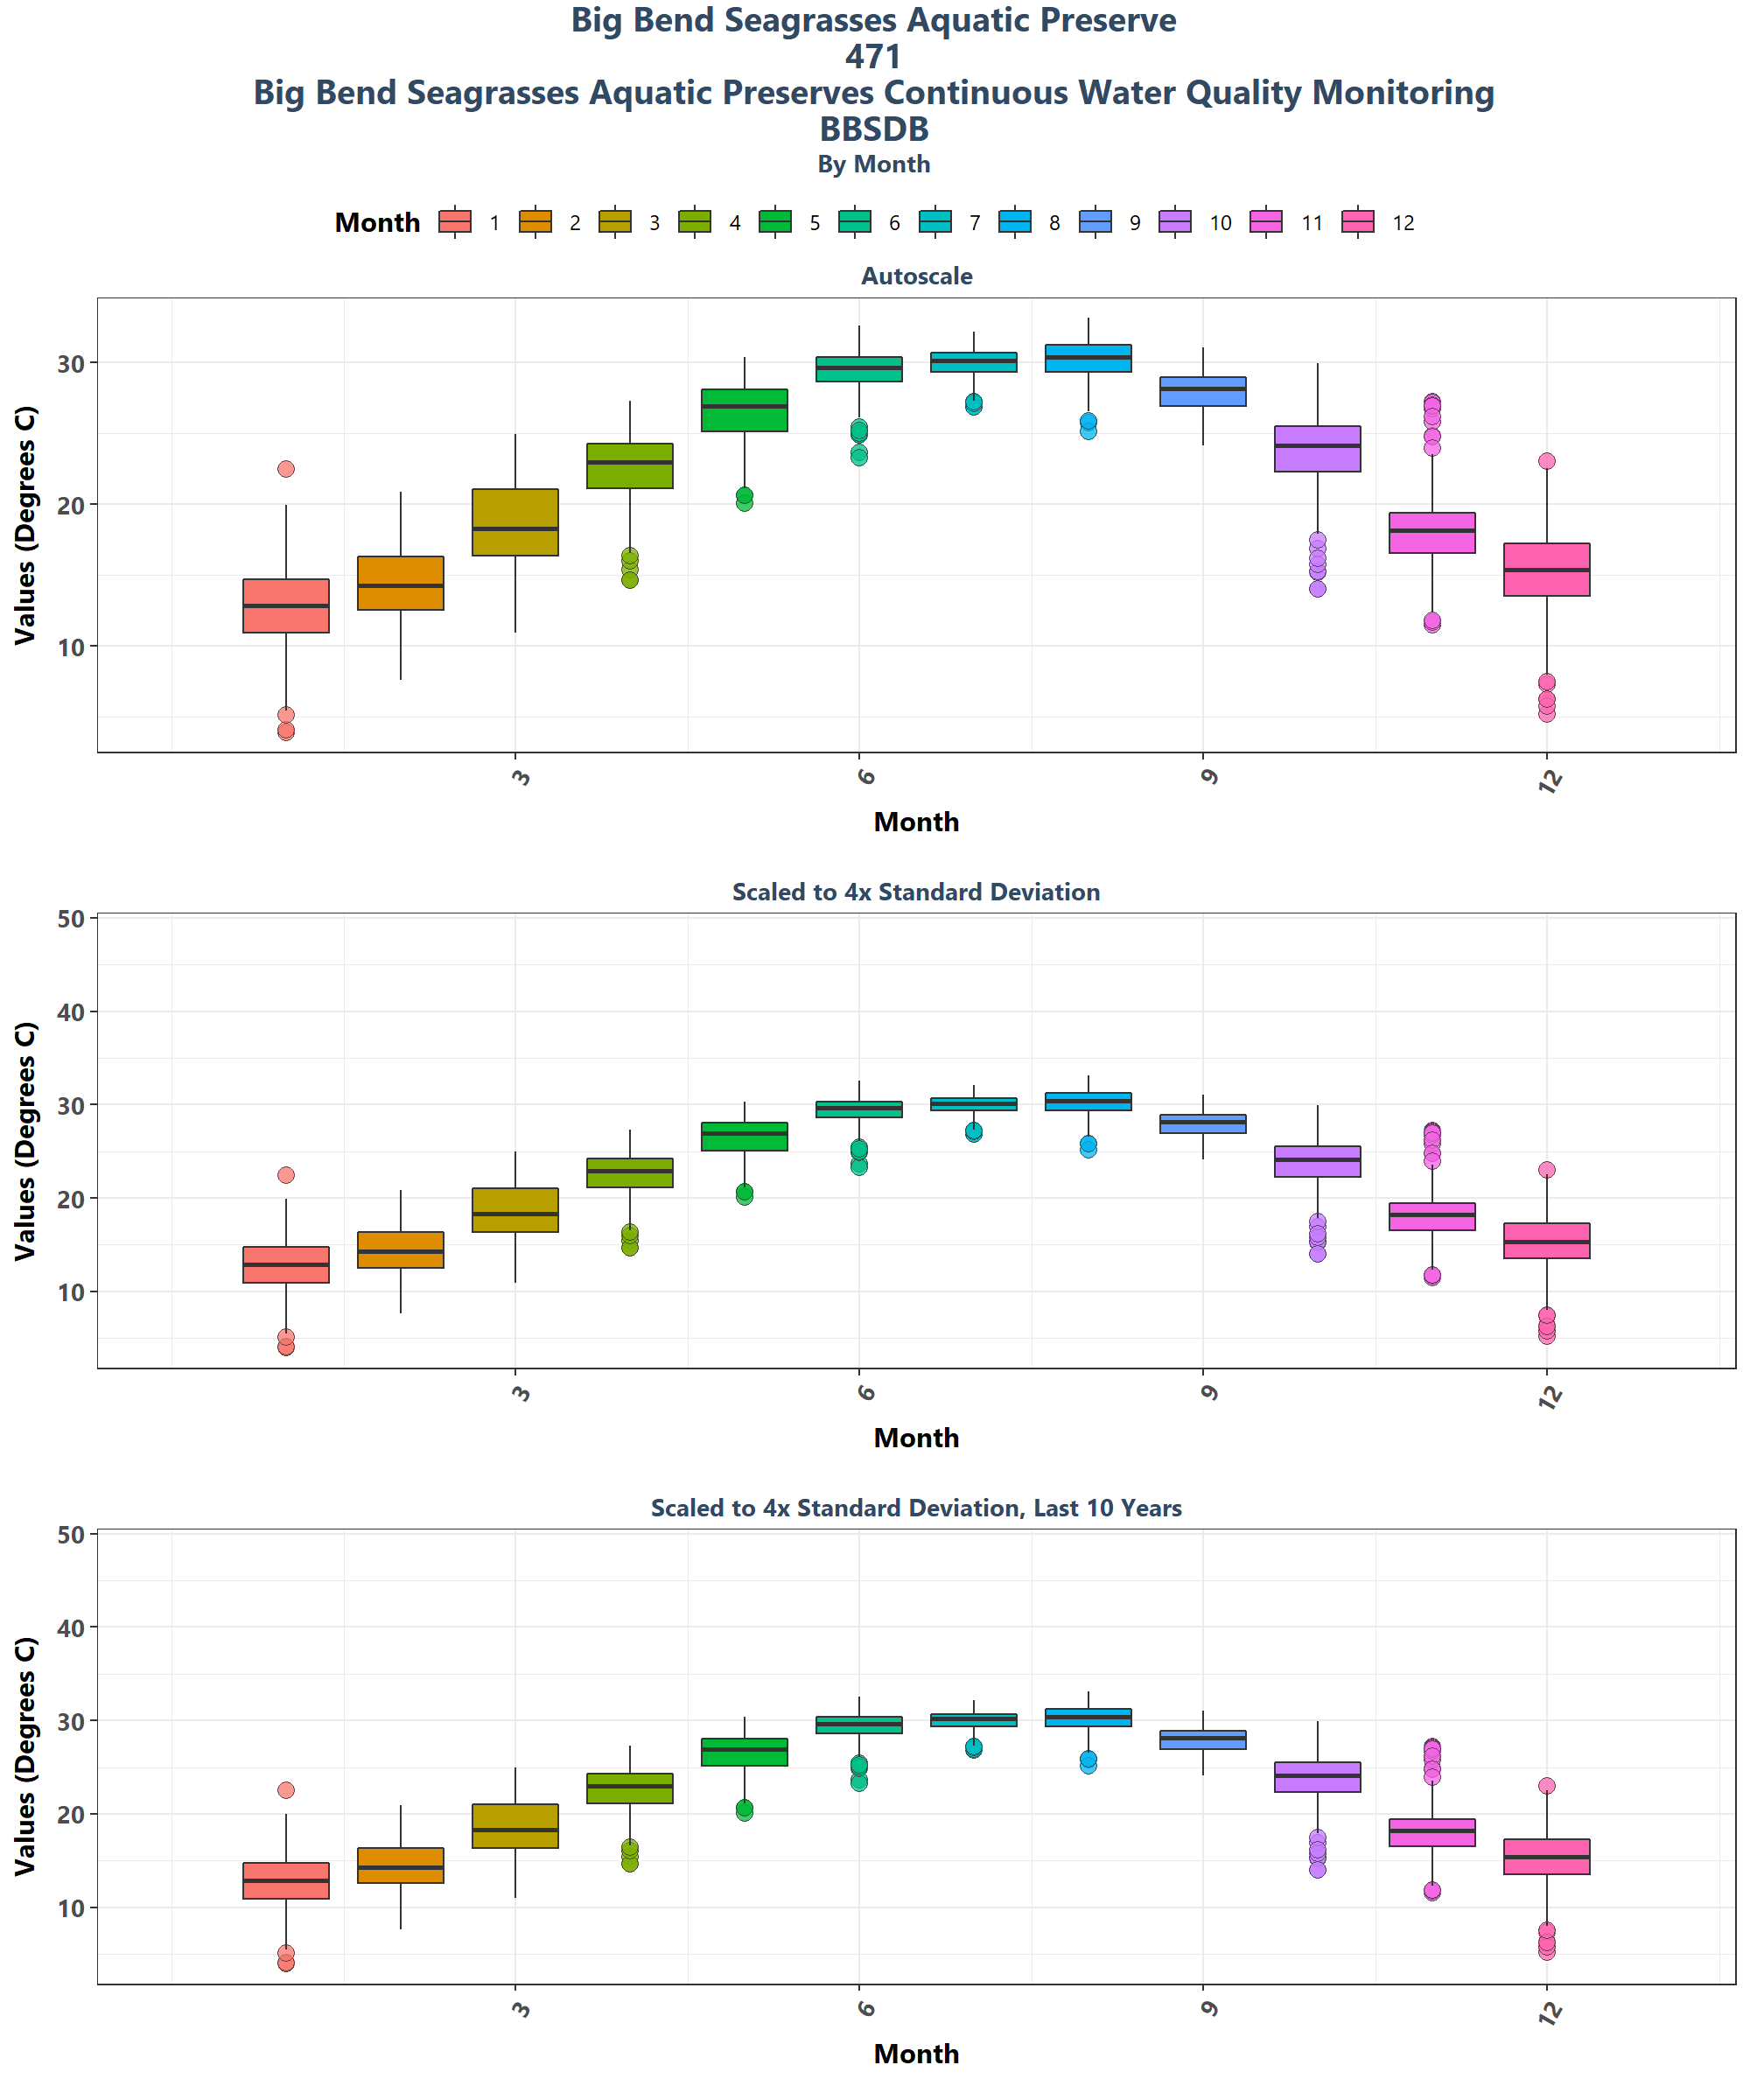 Big Bend Seagrasses Aquatic Preserve
471
Big Bend Seagrasses Aquatic Preserves Continuous Water Quality Monitoring
BBSDB
By Month
Month 1 2 3 4 5 6 7 8 9 10 11 12
Autoscale
Values (Degrees C)
30
20
10
3 6 9 12
Month
Scaled to 4x Standard Deviation
Values (Degrees C)
50
40
30
20
10
3 6 9 12
Month
Scaled to 4x Standard Deviation, Last 10 Years
Values (Degrees C)
50
40
30
20
10
3 6 9 12
Month